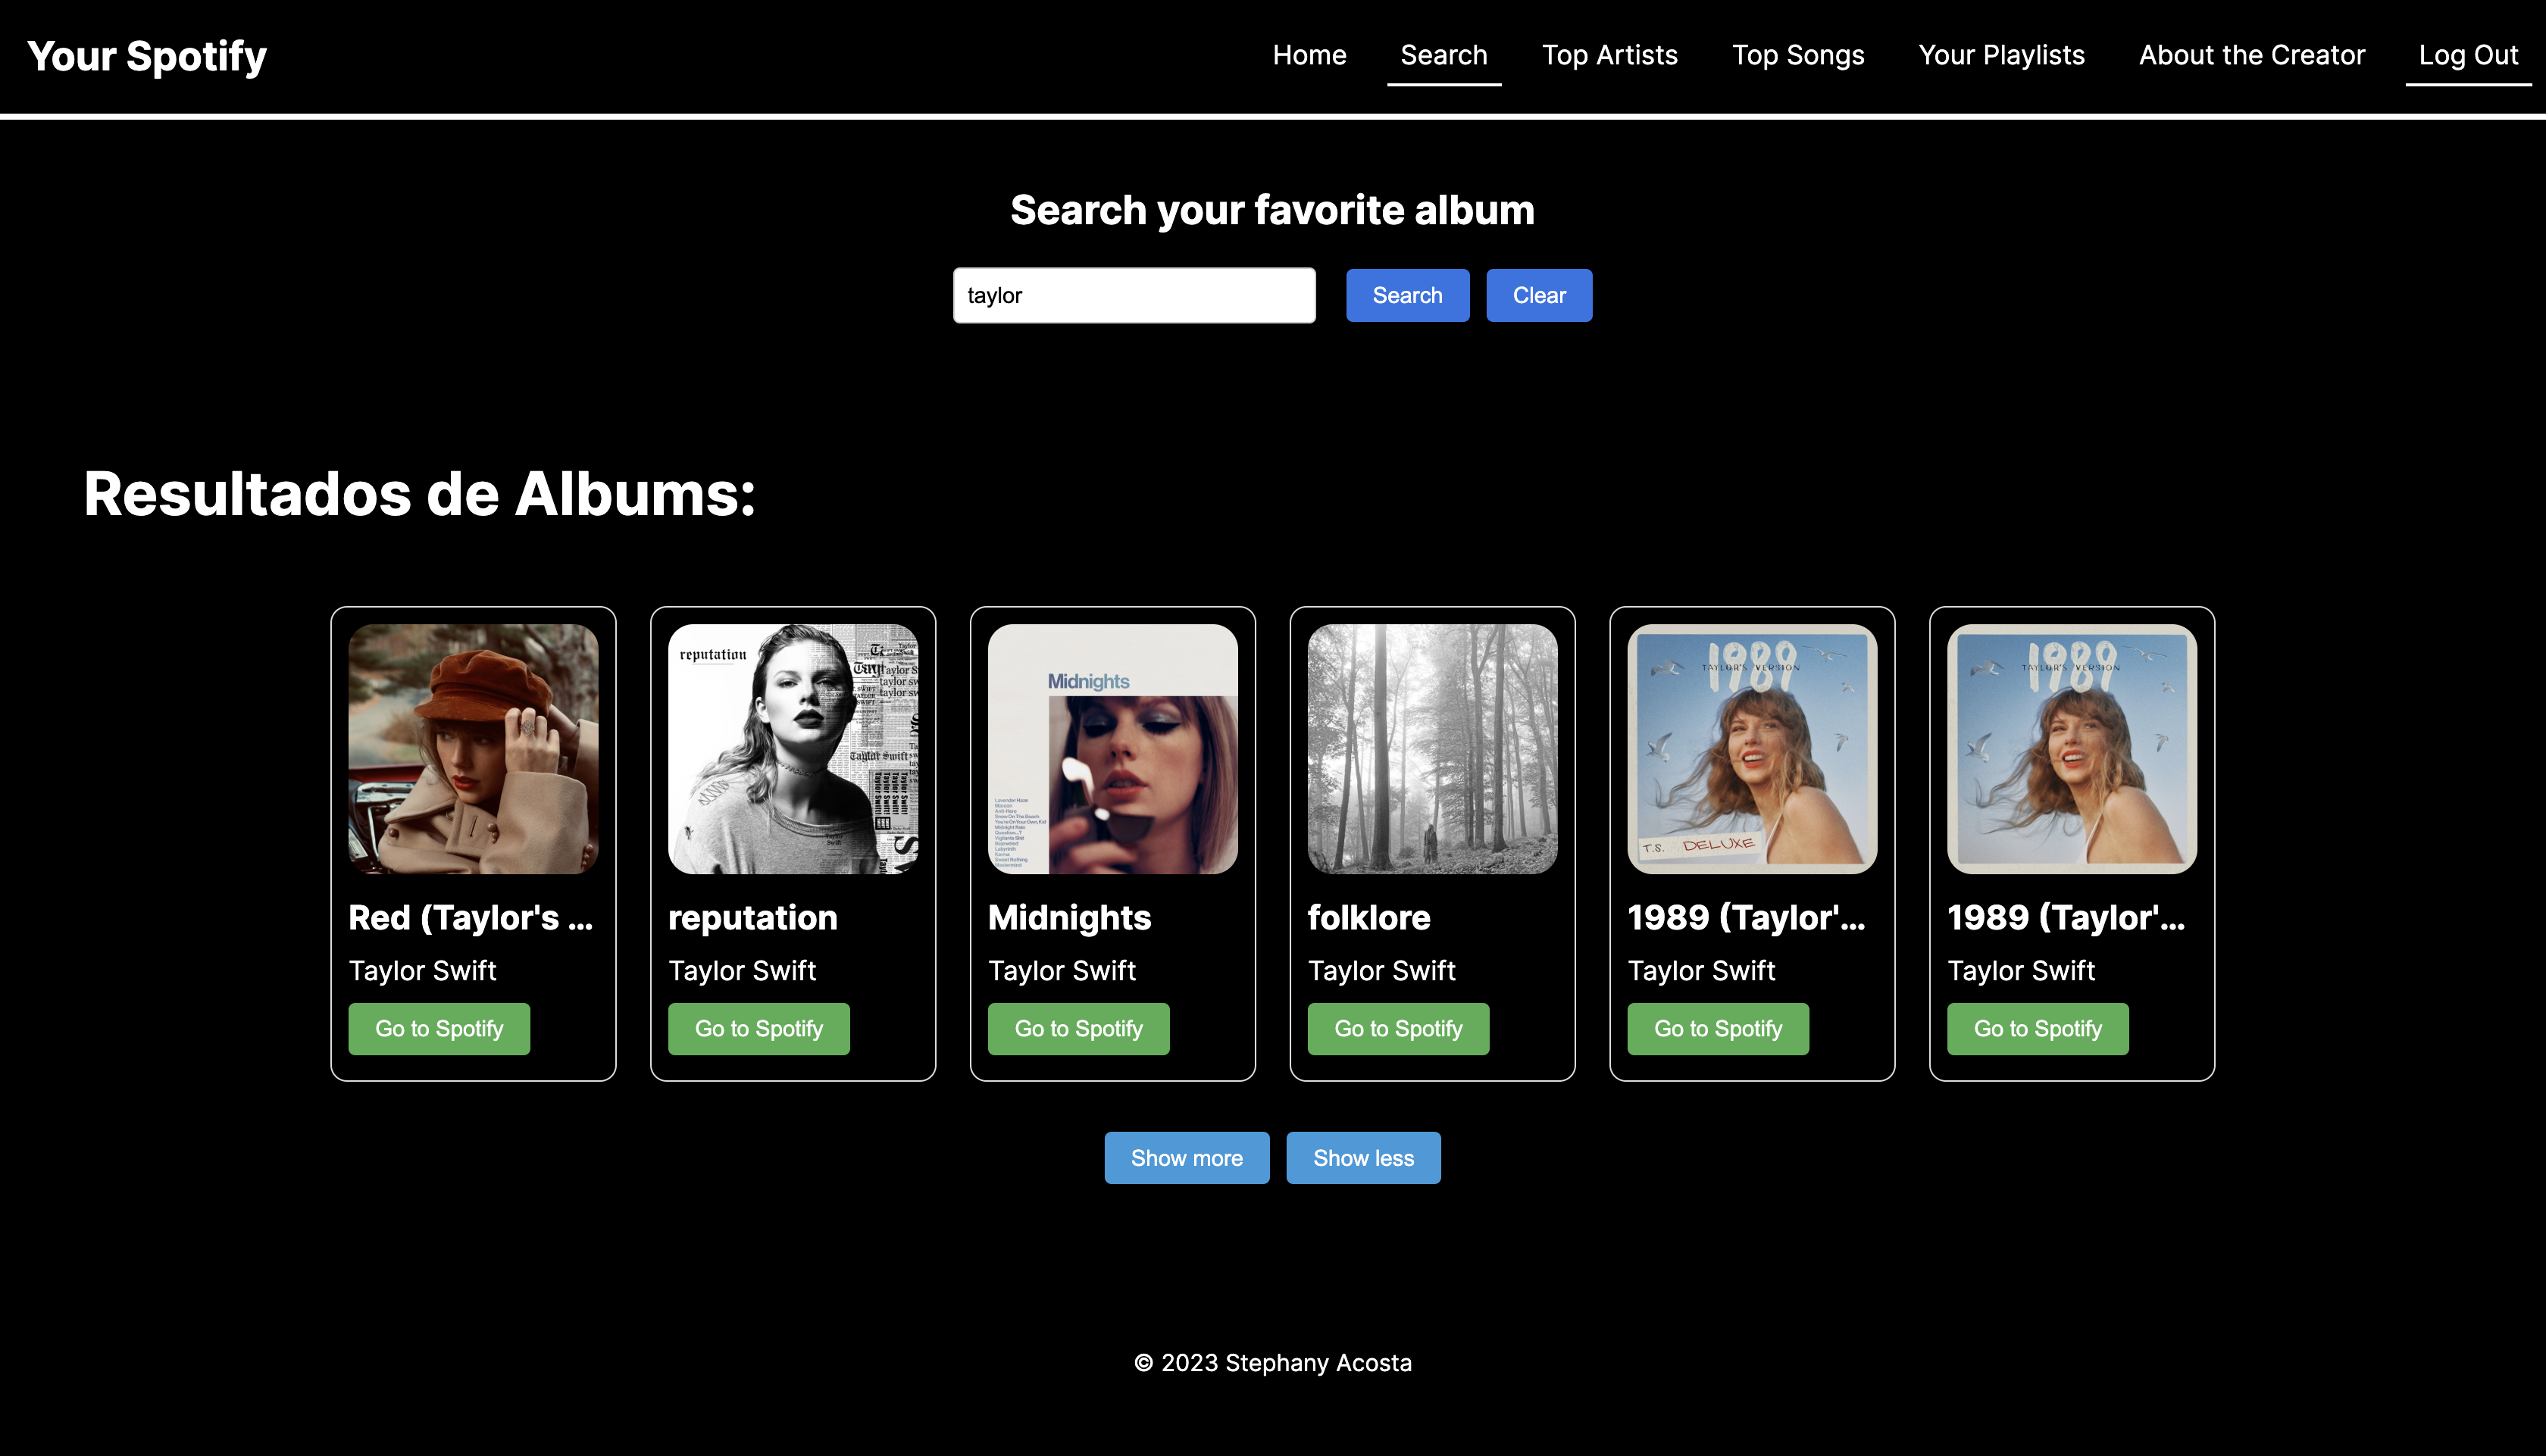 Your Spotify
Home Search Top Artists Top Songs Your Playlists About the Creator Log Out
Search your favorite album
taylor Search Clear
Resultados de Albums:
reputation
Midnights
1989
TAYLOR'S VERSION
T.S. DELUXE
1989
TAYLOR'S VERSION
Red (Taylor's ...
Taylor Swift
Go to Spotify
reputation
Taylor Swift
Go to Spotify
Midnights
Taylor Swift
Go to Spotify
folklore
Taylor Swift
Go to Spotify
1989 (Taylor'...
Taylor Swift
Go to Spotify
1989 (Taylor'...
Taylor Swift
Go to Spotify
Show more Show less
© 2023 Stephany Acosta